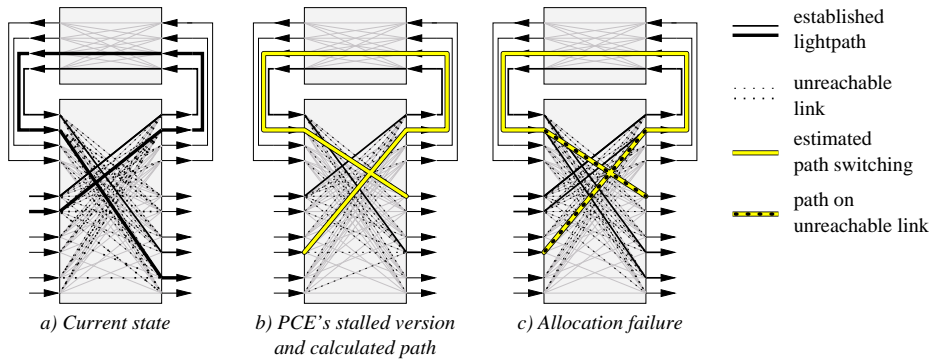 established
lightpath
unreachable
link
estimated
path switching
path on
unreachable link
a) Current state
b) PCE's stalled version
and calculated path
c) Allocation failure